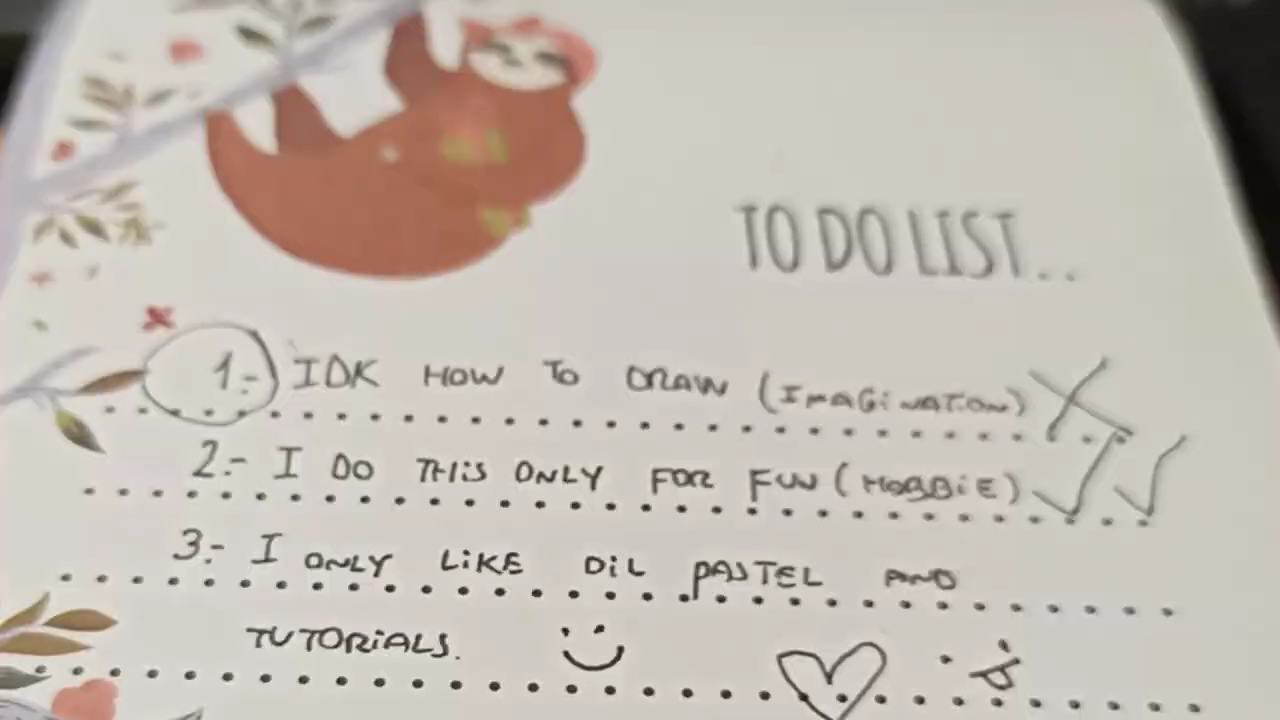 TO DO LIST...
1.- IDK HOW TO DRAW (IMAGINATION)
2.- I DO THIS ONLY FOR FUN (HOBBIE)
3.- I ONLY LIKE OIL PASTEL AND
TUTORIALS.